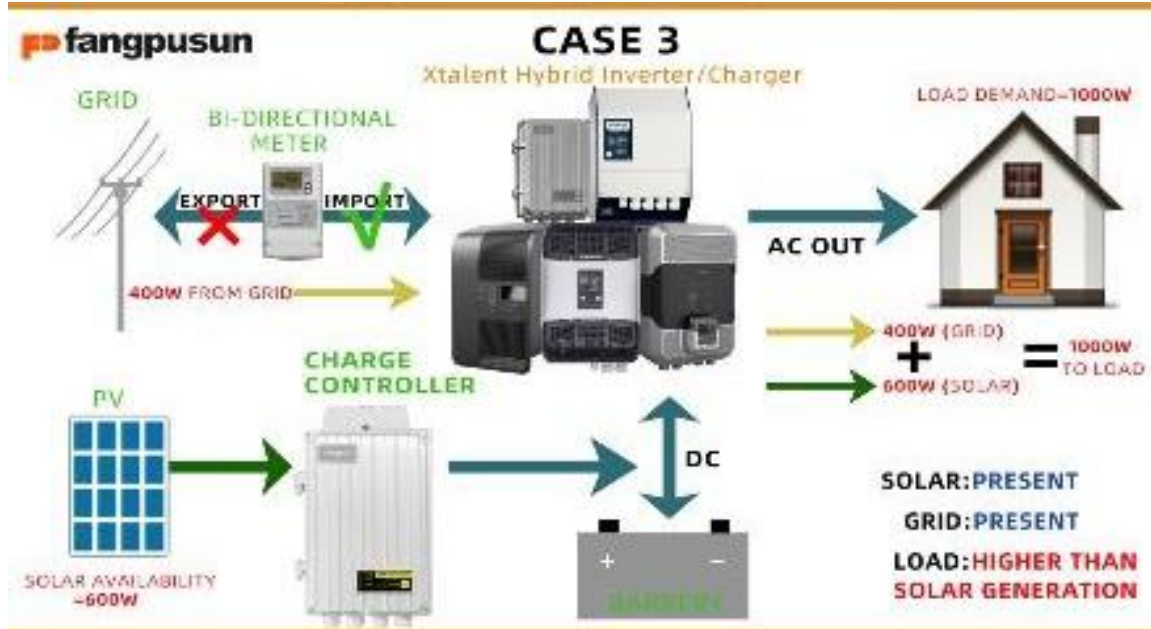 fangpusun
CASE 3
Xtalent Hybrid Inverter/Charger
GRID
BI-DIRECTIONAL
METER
LOAD DEMAND=1000W
EXPORT
IMPORT
AC OUT
400W FROM GRID
400W (GRID)
+
=
1000W
TO LOAD
600W (SOLAR)
CHARGE
CONTROLLER
PV
DC
SOLAR:PRESENT
GRID:PRESENT
LOAD:HIGHER THAN
SOLAR GENERATION
SOLAR AVAILABILITY
=600W
+ −